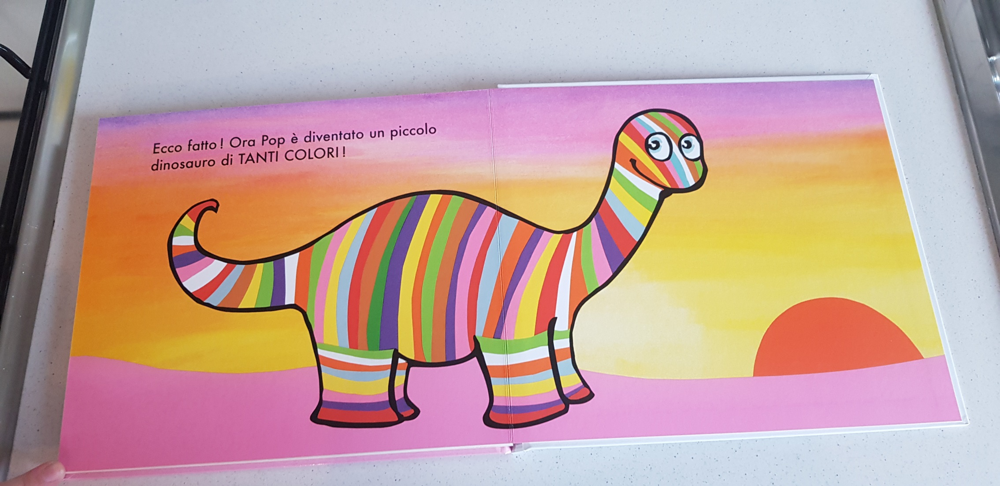 Ecco fatto! Ora Pop è diventato un piccolo
dinosauro di TANTI COLORI!